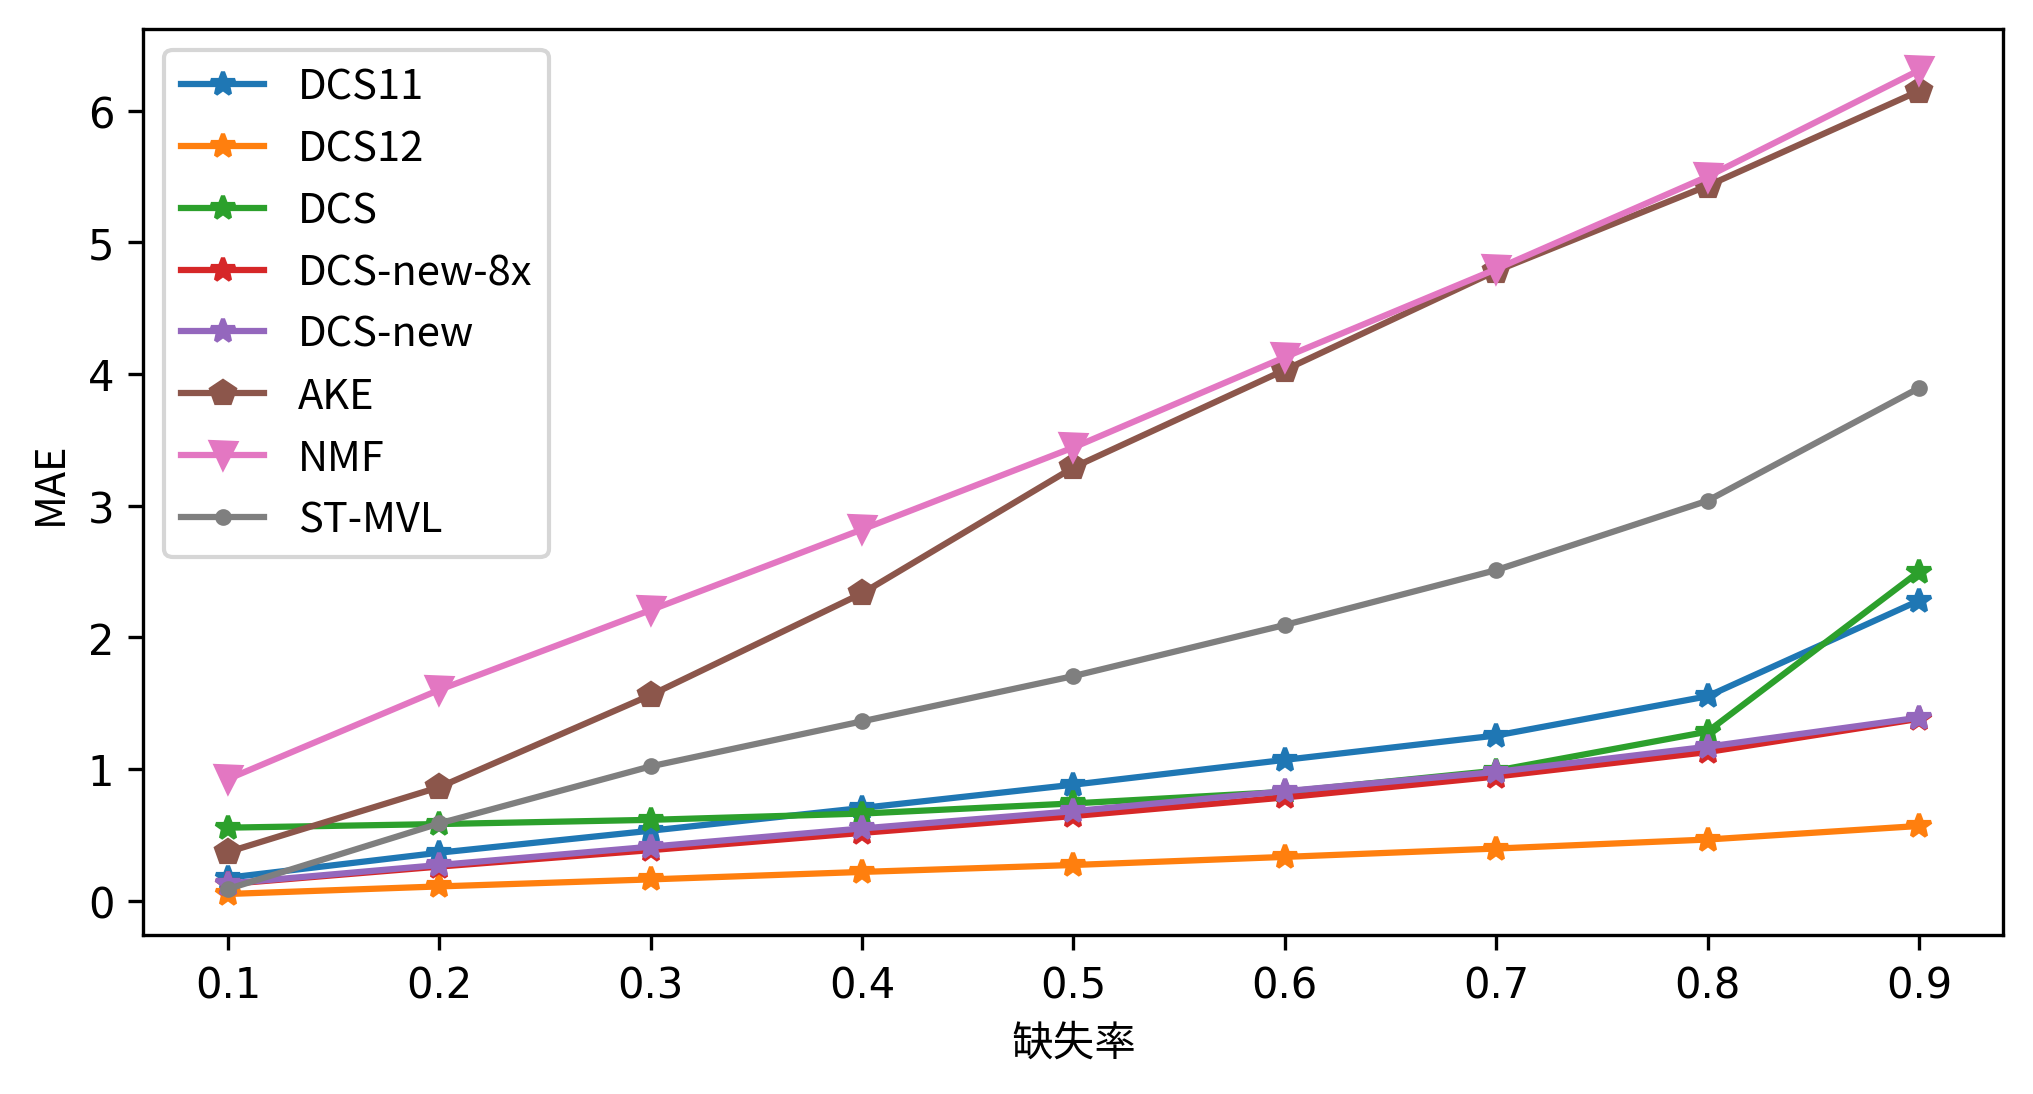 DCS11
DCS12
DCS
DCS-new-8x
DCS-new
AKE
NMF
ST-MVL
MAE
6
5
4
3
2
1
0
0.1 0.2 0.3 0.4 0.5 0.6 0.7 0.8 0.9
缺失率